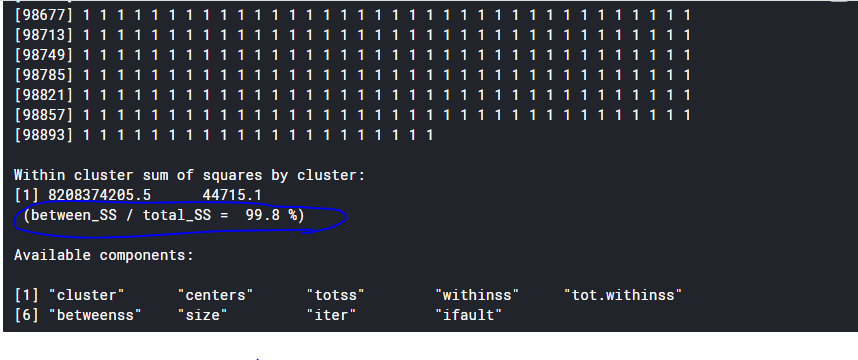 [98677] 1 1 1 1 1 1 1 1 1 1 1 1 1 1 1 1 1 1 1 1 1 1 1 1 1 1 1 1 1 1 1 1 1 1 1 1
[98713] 1 1 1 1 1 1 1 1 1 1 1 1 1 1 1 1 1 1 1 1 1 1 1 1 1 1 1 1 1 1 1 1 1 1 1 1
[98749] 1 1 1 1 1 1 1 1 1 1 1 1 1 1 1 1 1 1 1 1 1 1 1 1 1 1 1 1 1 1 1 1 1 1 1 1
[98785] 1 1 1 1 1 1 1 1 1 1 1 1 1 1 1 1 1 1 1 1 1 1 1 1 1 1 1 1 1 1 1 1 1 1 1 1
[98821] 1 1 1 1 1 1 1 1 1 1 1 1 1 1 1 1 1 1 1 1 1 1 1 1 1 1 1 1 1 1 1 1 1 1 1 1
[98857] 1 1 1 1 1 1 1 1 1 1 1 1 1 1 1 1 1 1 1 1 1 1 1 1 1 1 1 1 1 1 1 1 1 1 1 1
[98893] 1 1 1 1 1 1 1 1 1 1 1 1 1 1 1 1 1 1 1 1 1
Within cluster sum of squares by cluster:
[1] 8208374205.5      44715.1
(between_SS / total_SS =  99.8 %)
Available components:
[1] "cluster"      "centers"      "totss"        "withinss"     "tot.withinss"
[6] "betweenss"    "size"         "iter"         "ifault"